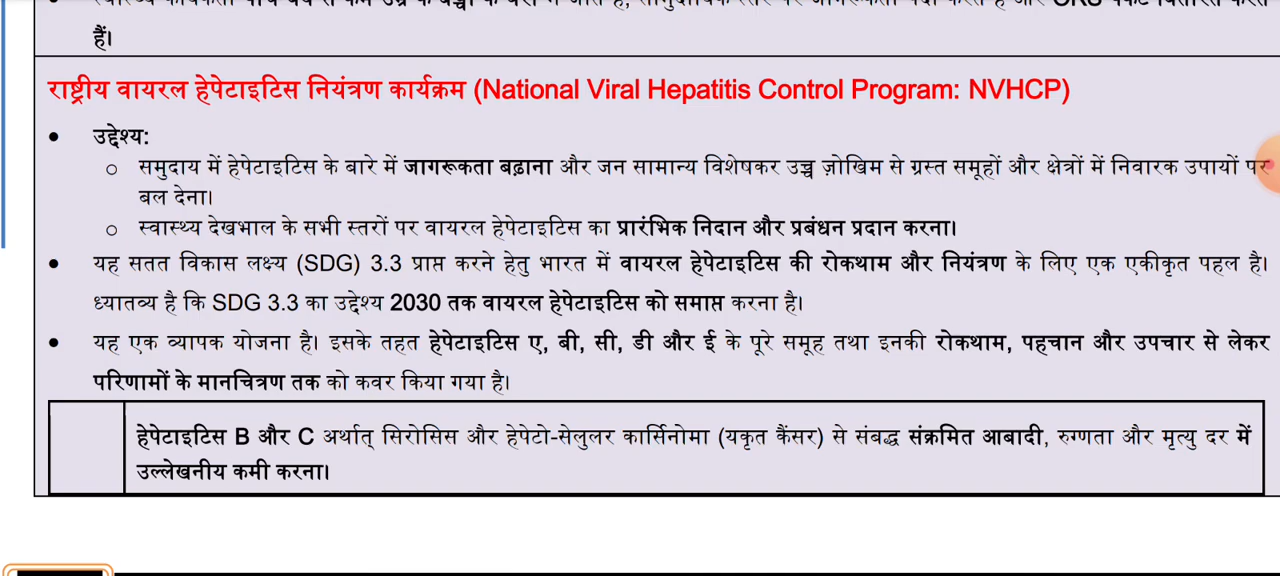 हैं।
राष्ट्रीय वायरल हेपेटाइटिस नियंत्रण कार्यक्रम (National Viral Hepatitis Control Program: NVHCP)
• उद्देश्य:
o समुदाय में हेपेटाइटिस के बारे में जागरूकता बढ़ाना और जन सामान्य विशेषकर उच्च ज़ोखिम से ग्रस्त समूहों और क्षेत्रों में निवारक उपायों पर
बल देना।
o स्वास्थ्य देखभाल के सभी स्तरों पर वायरल हेपेटाइटिस का प्रारंभिक निदान और प्रबंधन प्रदान करना।
• यह सतत विकास लक्ष्य (SDG) 3.3 प्राप्त करने हेतु भारत में वायरल हेपेटाइटिस की रोकथाम और नियंत्रण के लिए एक एकीकृत पहल है।
ध्यातव्य है कि SDG 3.3 का उद्देश्य 2030 तक वायरल हेपेटाइटिस को समाप्त करना है।
• यह एक व्यापक योजना है। इसके तहत हेपेटाइटिस ए, बी, सी, डी और ई के पूरे समूह तथा इनकी रोकथाम, पहचान और उपचार से लेकर
परिणामों के मानचित्रण तक को कवर किया गया है।
हेपेटाइटिस B और C अर्थात् सिरोसिस और हेपेटो-सेलुलर कार्सिनोमा (यकृत कैंसर) से संबद्ध संक्रमित आबादी, रुग्णता और मृत्यु दर में
उल्लेखनीय कमी करना।